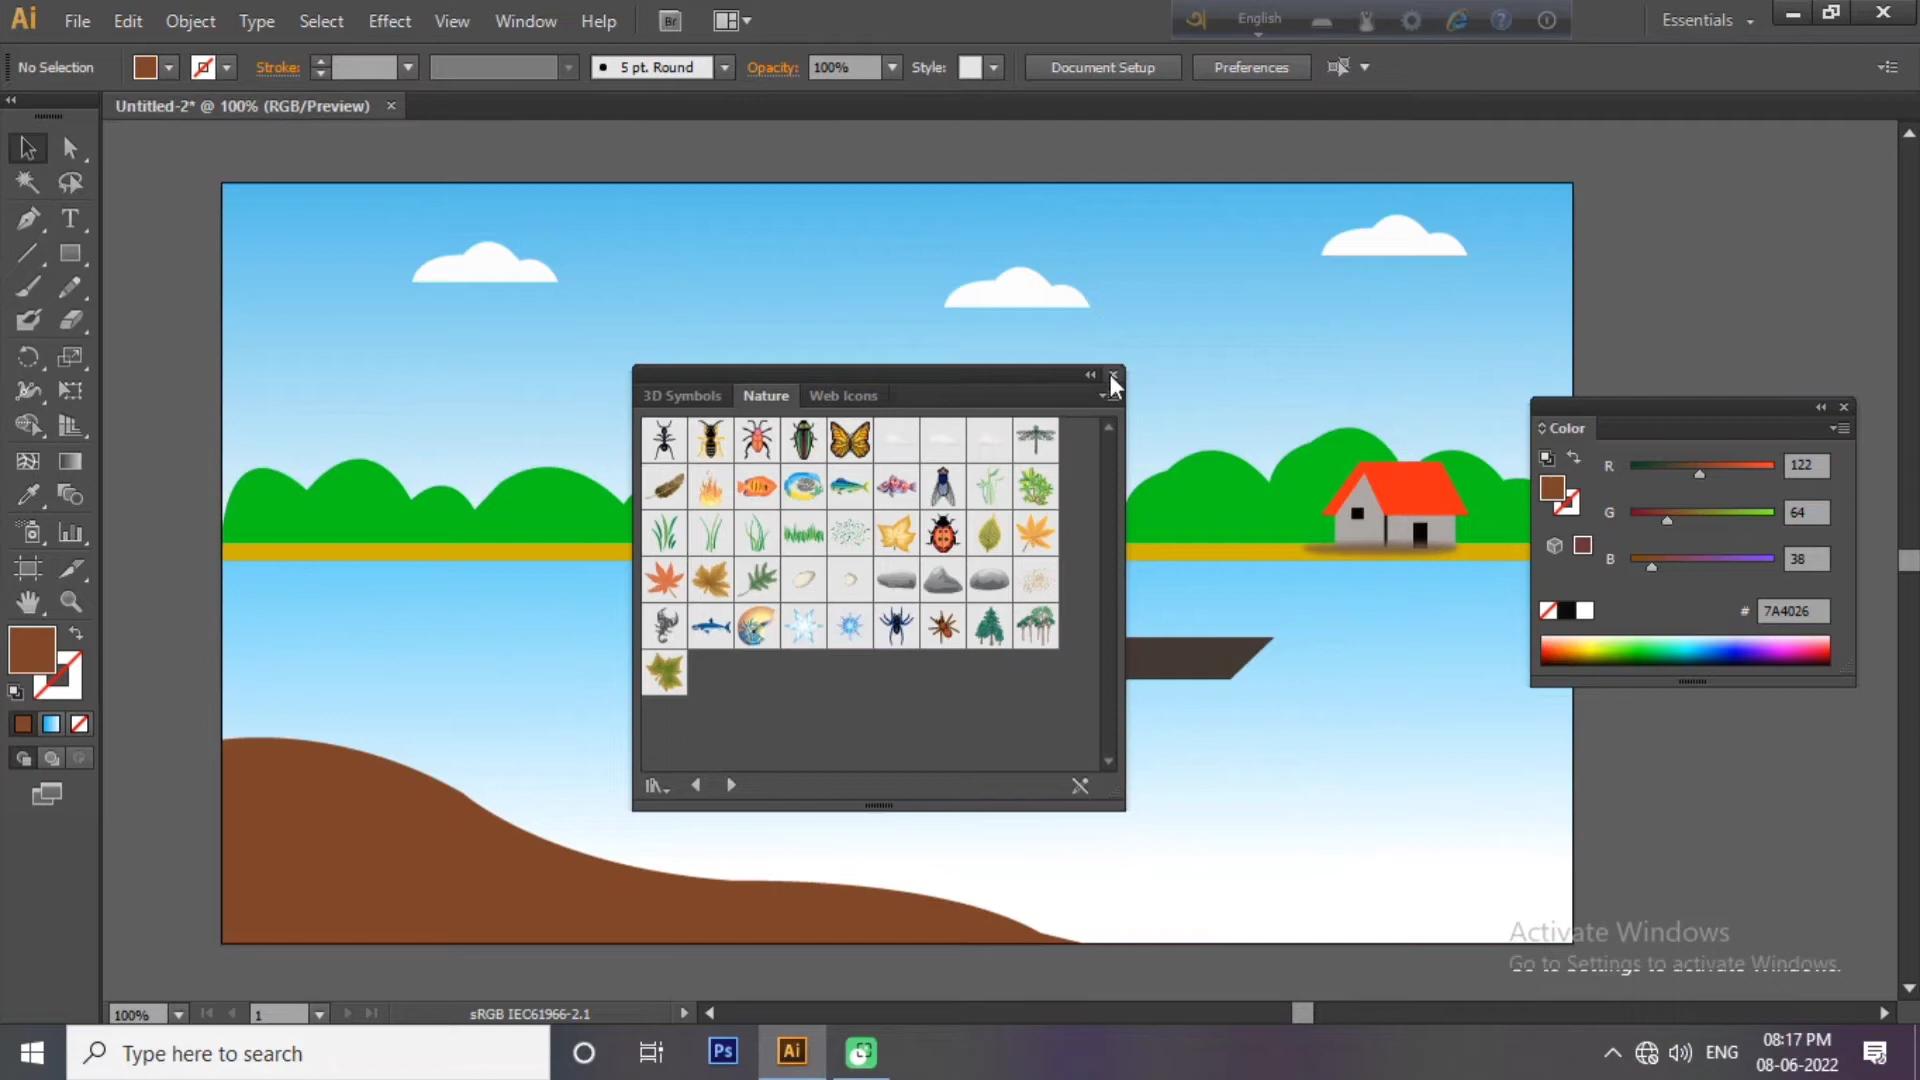 Ai File Edit Object Type Select Effect View Window Help Br English Essentials
No Selection Stroke: 5 pt. Round Opacity: 100% Style: Document Setup Preferences
Untitled-2* @ 100% (RGB/Preview)
3D Symbols Nature Web Icons
Color
R 122
G 64
B 38
# 7A4026
Activate Windows
Go to Settings to activate Windows.
100% 1 sRGB IEC61966-2.1
Type here to search Ps Ai ENG 08:17 PM
08-06-2022